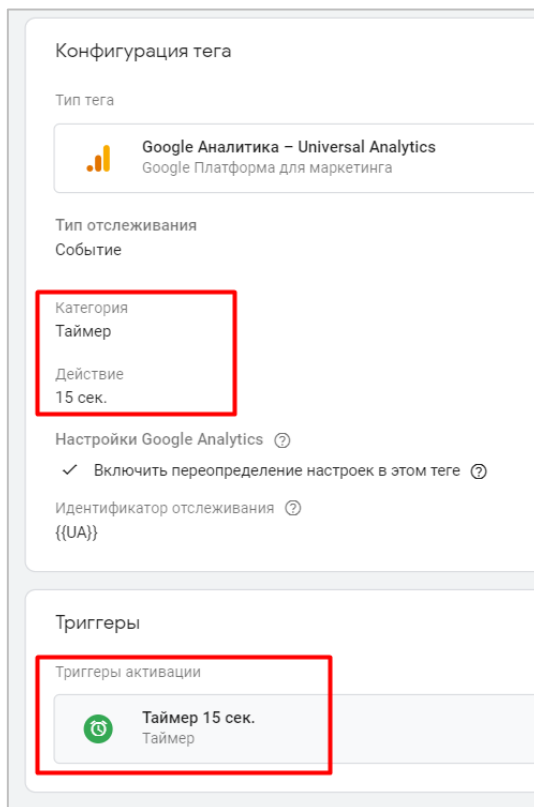 Конфигурация тега
Тип тега
Google Аналитика – Universal Analytics
Google Платформа для маркетинга
Тип отслеживания
Событие
Категория
Таймер
Действие
15 сек.
Настройки Google Analytics
Включить переопределение настроек в этом теге
Идентификатор отслеживания
{{UA}}
Триггеры
Триггеры активации
Таймер 15 сек.
Таймер